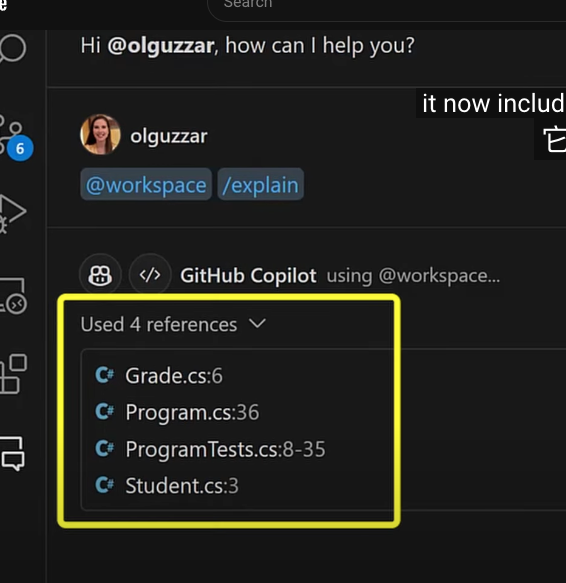 Search
Hi @olguzzar, how can I help you?
it now includ
它
olguzzar
6
@workspace /explain
GitHub Copilot using @workspace...
Used 4 references
C# Grade.cs:6
C# Program.cs:36
C# ProgramTests.cs:8-35
C# Student.cs:3